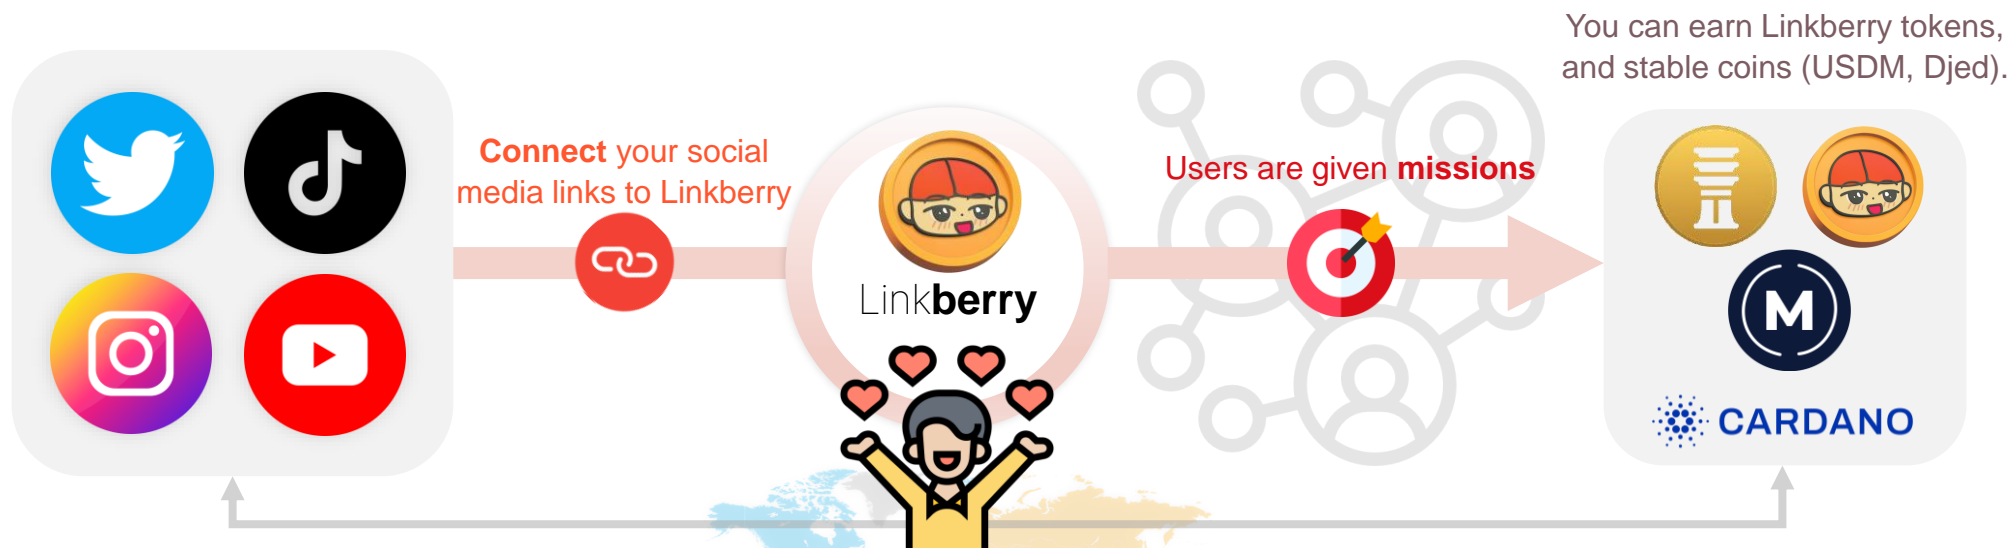 You can earn Linkberry tokens,
and stable coins (USDM, Djed).
Connect your social
media links to Linkberry
Linkberry
Users are given missions
M
CARDANO